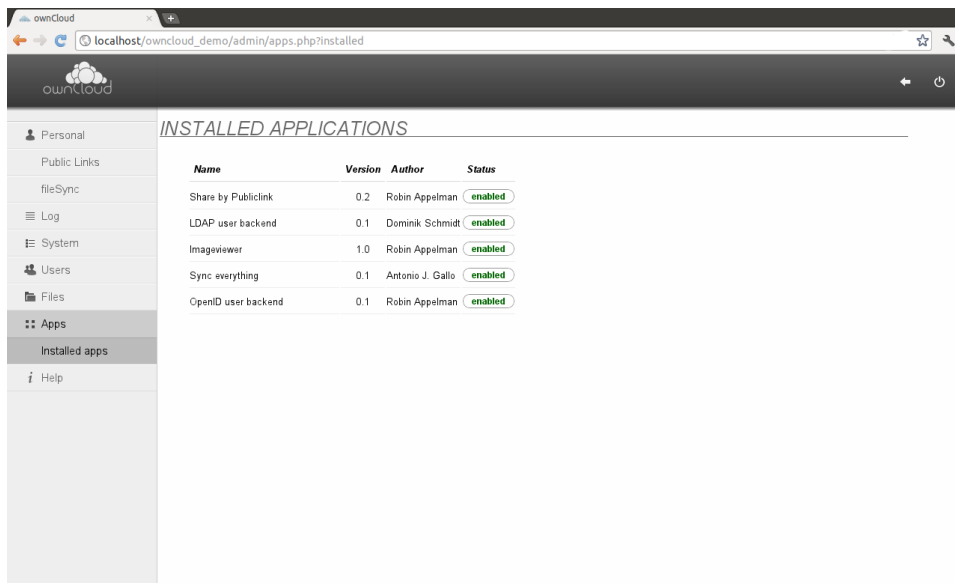 ownCloud
localhost/owncloud_demo/admin/apps.php?installed
ownCloud
Personal
Public Links
fileSync
Log
System
Users
Files
Apps
Installed apps
i Help
INSTALLED APPLICATIONS
Name Version Author Status
Share by Publiclink 0.2 Robin Appelman enabled
LDAP user backend 0.1 Dominik Schmidt enabled
Imageviewer 1.0 Robin Appelman enabled
Sync everything 0.1 Antonio J. Gallo enabled
OpenID user backend 0.1 Robin Appelman enabled